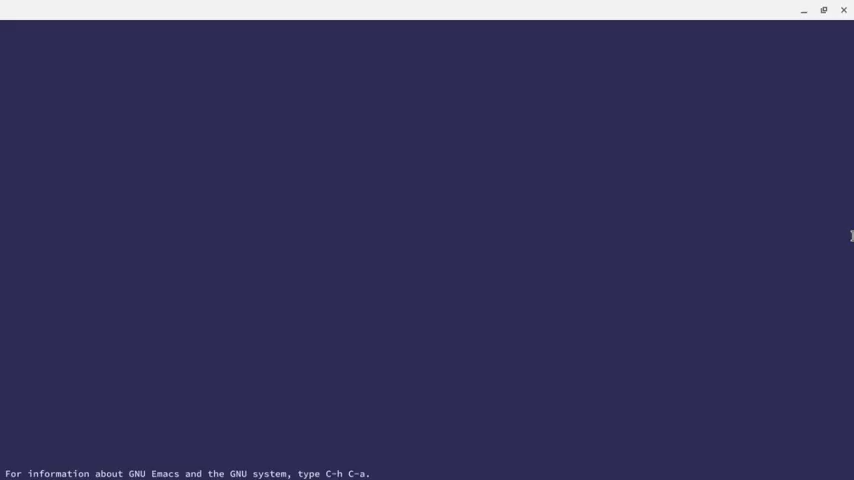 For information about GNU Emacs and the GNU system, type C-h C-a.